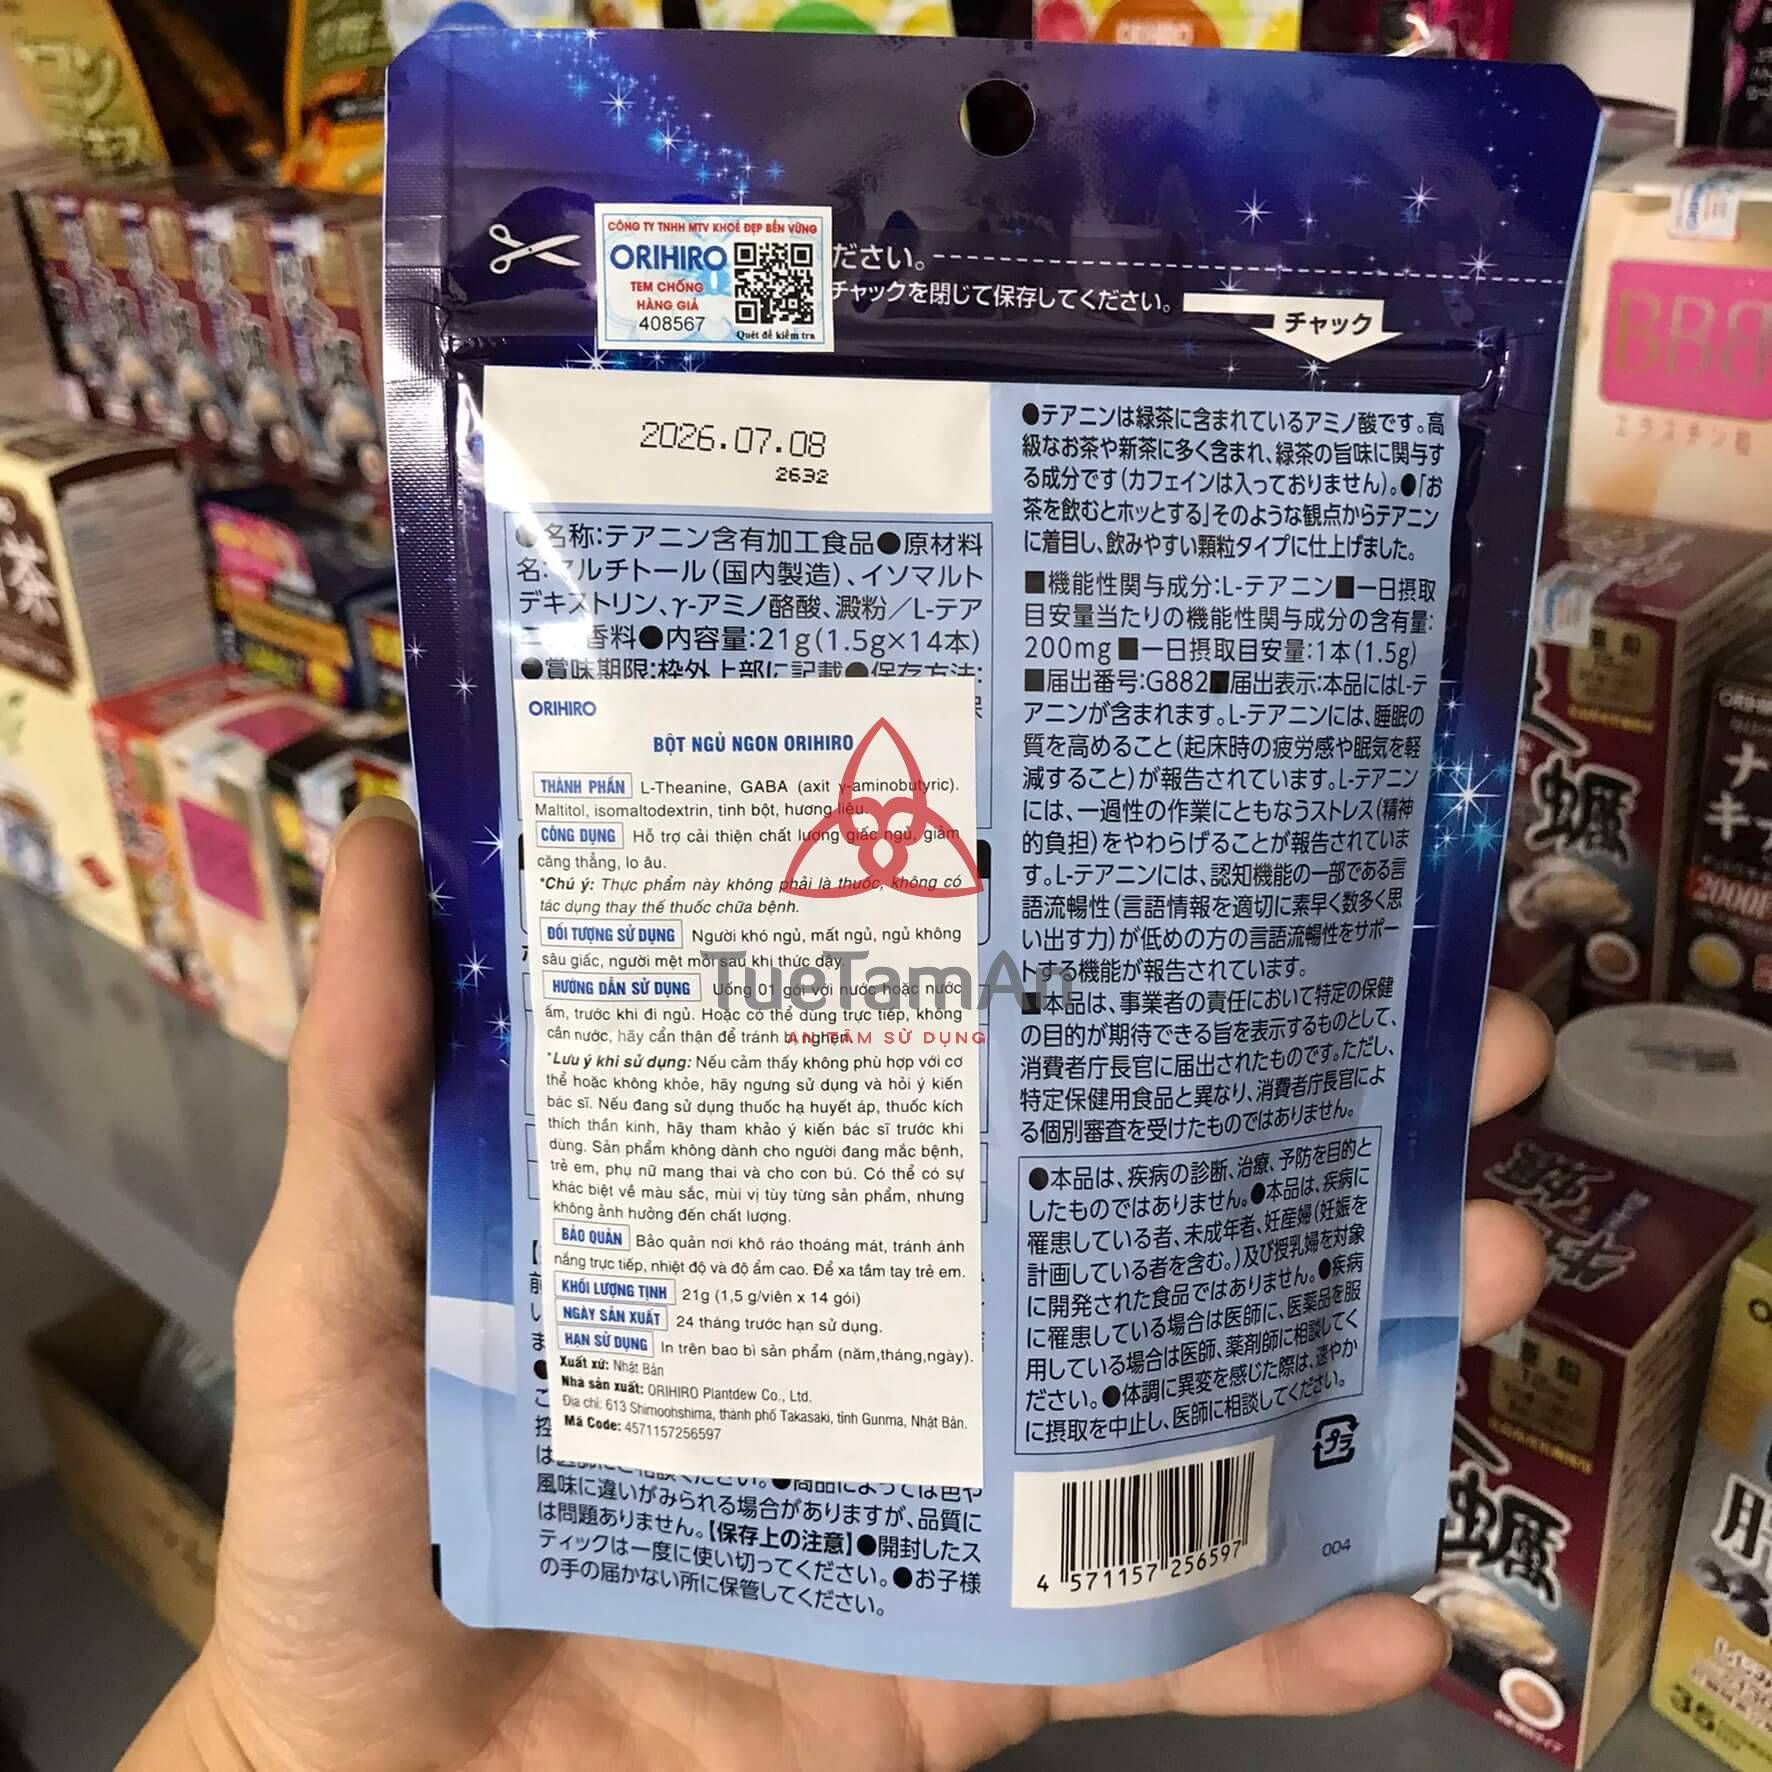 CÔNG TY TNHH MTV KHOẺ ĐẸP BỀN VỮNG
ORIHIRO
TEM CHỐNG
HÀNG GIẢ
408567
Quét để kiểm tra
ださい。
チャックを閉じて保存してください。
チャック
2026.07.08
2632
名称:テアニン含有加工食品●原材料
名:マルチトール(国内製造)、イソマルト
デキストリン、γ-アミノ酪酸、澱粉/L-テア
香料●内容量:21g(1.5g×14本)
●賞味期限:枠外上部に記載●保存方法:
ORIHIRO
BỘT NGỦ NGON ORIHIRO
THÀNH PHẦN L-Theanine, GABA (axit γ-aminobutyric).
Maltitol, isomaltodextrin, tinh bột, hương liệu.
CÔNG DỤNG Hỗ trợ cải thiện chất lượng giấc ngủ, giảm
căng thẳng, lo âu.
*Chú ý: Thực phẩm này không phải là thuốc, không có
tác dụng thay thế thuốc chữa bệnh.
ĐỐI TƯỢNG SỬ DỤNG Người khó ngủ, mất ngủ, ngủ không
sâu giấc, người mệt mỏi sau khi thức dậy.
HƯỚNG DẪN SỬ DỤNG Uống 01 gói với nước hoặc nước
ấm, trước khi đi ngủ. Hoặc có thể dùng trực tiếp, không
cần nước, hãy cẩn thận để tránh bị nghẹn.
*Lưu ý khi sử dụng: Nếu cảm thấy không phù hợp với cơ
thể hoặc không khỏe, hãy ngưng sử dụng và hỏi ý kiến
bác sĩ. Nếu đang sử dụng thuốc hạ huyết áp, thuốc kích
thích thần kinh, hãy tham khảo ý kiến bác sĩ trước khi
dùng. Sản phẩm không dành cho người đang mắc bệnh,
trẻ em, phụ nữ mang thai và cho con bú. Có thể có sự
khác biệt về màu sắc, mùi vị tùy từng sản phẩm, nhưng
không ảnh hưởng đến chất lượng.
BẢO QUẢN Bảo quản nơi khô ráo thoáng mát, tránh ánh
nắng trực tiếp, nhiệt độ và độ ẩm cao. Để xa tầm tay trẻ em.
KHỐI LƯỢNG TỊNH 21g (1,5 g/viên x 14 gói)
NGÀY SẢN XUẤT 24 tháng trước hạn sử dụng.
HẠN SỬ DỤNG In trên bao bì sản phẩm (năm,tháng,ngày).
Xuất xứ: Nhật Bản
Nhà sản xuất: ORIHIRO Plantdew Co., Ltd.
Địa chỉ: 613 Shimoohshima, thành phố Takasaki, tỉnh Gunma, Nhật Bản.
Mã Code: 4571157256597
風味に違いがみられる場合がありますが、品質に
は問題ありません。【保存上の注意】●開封したス
ティックは一度に使い切ってください。●お子様
の手の届かない所に保管してください。
●テアニンは緑茶に含まれているアミノ酸です。高
級なお茶や新茶に多く含まれ、緑茶の旨味に関与す
る成分です(カフェインは入っておりません)。●「お
茶を飲むとホッとする」そのような観点からテアニン
に着目し、飲みやすい顆粒タイプに仕上げました。
■機能性関与成分:L-テアニン■一日摂取
目安量当たりの機能性関与成分の含有量:
200mg■一日摂取目安量:1本(1.5g)
■届出番号:G882■届出表示:本品にはL-テ
アニンが含まれます。L-テアニンには、睡眠の
質を高めること(起床時の疲労感や眠気を軽
減すること)が報告されています。L-テアニン
には、一過性の作業にともなうストレス(精神
的負担)をやわらげることが報告されていま
す。L-テアニンには、認知機能の一部である言
語流暢性(言語情報を適切に素早く数多く思
い出す力)が低めの方の言語流暢性をサポー
トする機能が報告されています。
■本品は、事業者の責任において特定の保健
の目的が期待できる旨を表示するものとして、
消費者庁長官に届出されたものです。ただし、
特定保健用食品と異なり、消費者庁長官によ
る個別審査を受けたものではありません。
●本品は、疾病の診断、治療、予防を目的と
したものではありません。●本品は、疾病に
罹患している者、未成年者、妊産婦(妊娠を
計画している者を含む。)及び授乳婦を対象
に開発された食品ではありません。●疾病
に罹患している場合は医師に、医薬品を服
用している場合は医師、薬剤師に相談してく
ださい。●体調に異変を感じた際は、速やか
に摂取を中止し、医師に相談してください。
プラ
4 571157 256597
004
TueTamAn
AN TÂM SỬ DỤNG
BBB
エラスチン粒
2000